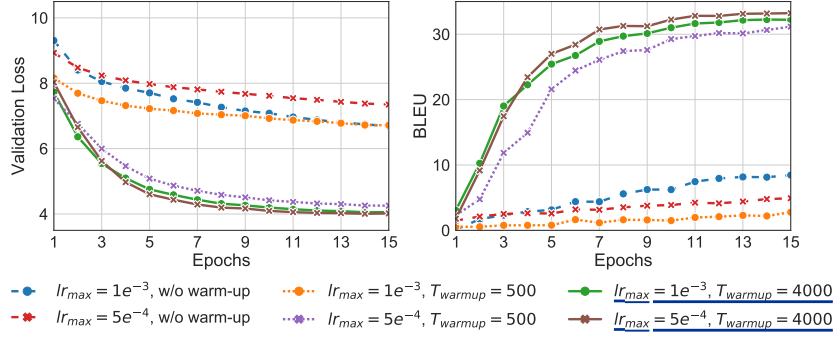 10
8
6
4
Validation Loss
1 3 5 7 9 11 13 15
Epochs
30
20
10
0
BLEU
1 3 5 7 9 11 13 15
Epochs
lr_max = 1e^-3, w/o warm-up
lr_max = 5e^-4, w/o warm-up
lr_max = 1e^-3, T_warmup = 500
lr_max = 5e^-4, T_warmup = 500
lr_max = 1e^-3, T_warmup = 4000
lr_max = 5e^-4, T_warmup = 4000